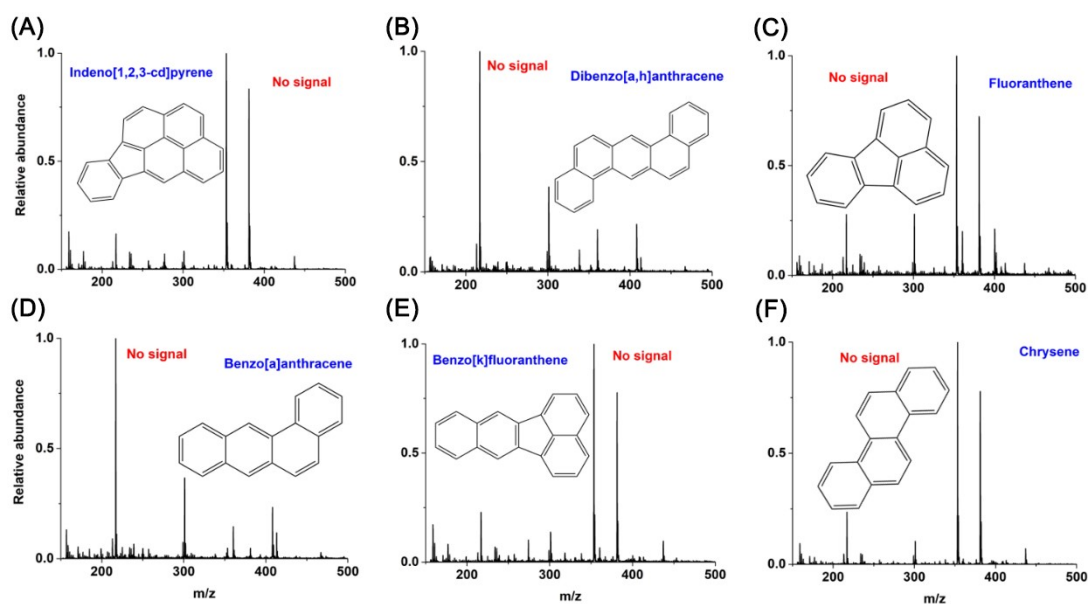 (A)
Indeno[1,2,3-cd]pyrene
No signal
Relative abundance
1.0
0.5
0.0
200
300
400
500
(B)
No signal
Dibenzo[a,h]anthracene
1.0
0.5
0.0
200
300
400
500
(C)
No signal
Fluoranthene
1.0
0.5
0.0
200
300
400
500
(D)
No signal
Benzo[a]anthracene
Relative abundance
1.0
0.5
0.0
200
300
400
500
m/z
(E)
Benzo[k]fluoranthene
No signal
1.0
0.5
0.0
200
300
400
500
m/z
(F)
No signal
Chrysene
1.0
0.5
0.0
200
300
400
500
m/z